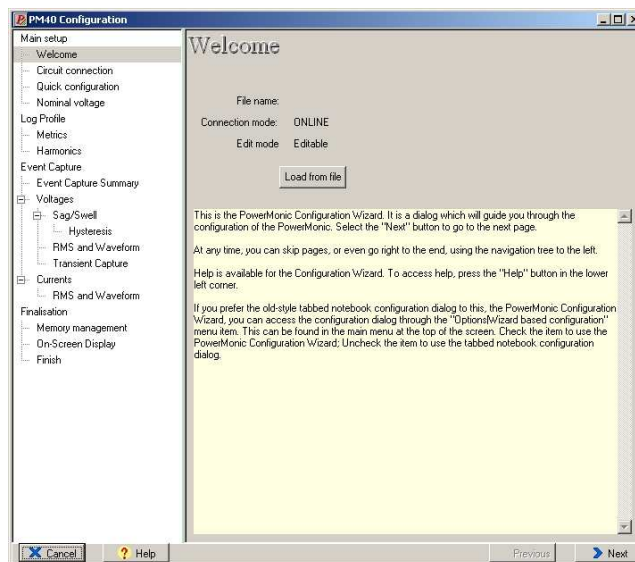 PM40 Configuration
Main setup
Welcome
Circuit connection
Quick configuration
Nominal voltage
Log Profile
Metrics
Harmonics
Event Capture
Event Capture Summary
Voltages
Sag/Swell
Hysteresis
RMS and Waveform
Transient Capture
Currents
RMS and Waveform
Finalisation
Memory management
On-Screen Display
Finish
Welcome
File name:
Connection mode: ONLINE
Edit mode Editable
Load from file
This is the PowerMonic Configuration Wizard. It is a dialog which will guide you through the
configuration of the PowerMonic. Select the "Next" button to go to the next page.
At any time, you can skip pages, or even go right to the end, using the navigation tree to the left.
Help is available for the Configuration Wizard. To access help, press the "Help" button in the lower
left corner.
If you prefer the old-style tabbed notebook configuration dialog to this, the PowerMonic Configuration
Wizard, you can access the configuration dialog through the "Options|Wizard based configuration"
menu item. This can be found in the main menu at the top of the screen. Check the item to use the
PowerMonic Configuration Wizard; Uncheck the item to use the tabbed notebook configuration
dialog.
Cancel
Help
Previous
Next